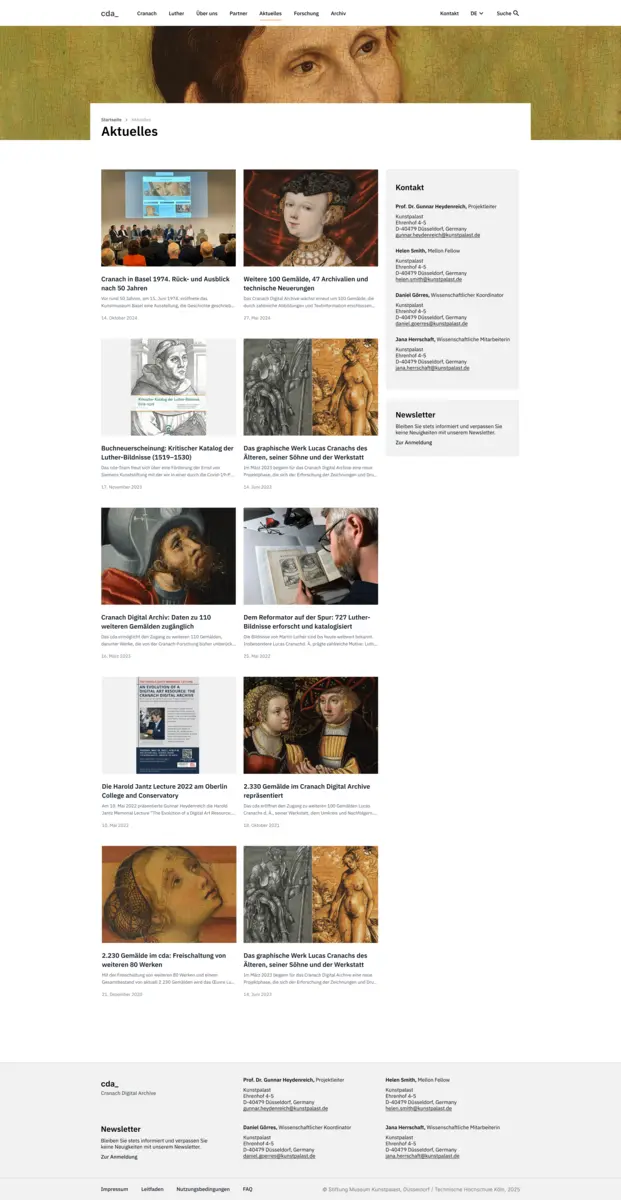 cda_ Cranach Luther Über uns Partner Aktuelles Forschung Archiv Kontakt DE Suche
Startseite > Aktuelles
Aktuelles
Cranach in Basel 1974. Rück- und Ausblick
nach 50 Jahren
Vor rund 50 Jahren, am 15. Juni 1974, eröffnete das
Kunstmuseum Basel eine Ausstellung, die Geschichte geschrieb...
14. Oktober 2024
Weitere 100 Gemälde, 47 Archivalien und
technische Neuerungen
Das Cranach Digital Archive wächst erneut um 100 Gemälde, die
durch zahlreiche Abbildungen und Textinformation erschlossen...
27. Mai 2024
Kritischer Katalog der Luther-Bildnisse
Buchneuerscheinung: Kritischer Katalog der
Luther-Bildnisse (1519–1530)
17. November 2023
Das graphische Werk Lucas Cranachs des
Älteren, seiner Söhne und der Werkstatt
Im März 2023 begann für das Cranach Digital Archive eine neue
Projektphase, die sich der Erforschung der Zeichnungen und Dru...
14. Juni 2023
Cranach Digital Archiv: Daten zu 110
weiteren Gemälden zugänglich
Das cda ermöglicht den Zugang zu weiteren 110 Gemälden,
darunter Werke, die von der Cranach-Forschung bisher unberück...
16. März 2023
Dem Reformator auf der Spur: 727 Luther-
Bildnisse erforscht und katalogisiert
Die Bildnisse von Martin Luther sind bis heute weltweit bekannt.
Insbesondere Lucas Cranachs d. Ä. prägte zahlreiche Motive
25. Mai 2022
AN EVOLUTION OF A
DIGITAL ART RESOURCE: THE
CRANACH DIGITAL ARCHIVE
Die Harold Jantz Lecture 2022 am Oberlin
College and Conservatory
Am 10. Mai 2022 präsentierte Gunnar Heydenreich die Harold
Jantz Memorial Lecture "The Evolution of a Digital Art Resource...
18. Mai 2022
2.330 Gemälde im Cranach Digital Archive
repräsentiert
Das cda eröffnet den Zugang zu weiteren 100 Gemälden Lucas
Cranachs d. Ä., seiner Werkstatt, dem Umkreis und Nachfolgern...
18. Oktober 2021
2.230 Gemälde im cda: Freischaltung von
weiteren 80 Werken
Mit der Freischaltung von weiteren 80 Werken und einem
Gesamtbestand von aktuell 2.230 Gemälden wird das Œuvre Lu...
21. Dezember 2020
Das graphische Werk Lucas Cranachs des
Älteren, seiner Söhne und der Werkstatt
Im März 2023 begann für das Cranach Digital Archive eine neue
Projektphase, die sich der Erforschung der Zeichnungen und Dru...
14. Juni 2023
Kontakt
Prof. Dr. Gunnar Heydenreich, Projektleiter
Kunstpalast
Ehrenhof 4-5
D-40479 Düsseldorf, Germany
gunnar.heydenreich@kunstpalast.de
Helen Smith, Mellon Fellow
Kunstpalast
Ehrenhof 4-5
D-40479 Düsseldorf, Germany
helen.smith@kunstpalast.de
Daniel Görres, Wissenschaftlicher Koordinator
Kunstpalast
Ehrenhof 4-5
D-40479 Düsseldorf, Germany
daniel.goerres@kunstpalast.de
Jana Herrschaft, Wissenschaftliche Mitarbeiterin
Kunstpalast
Ehrenhof 4-5
D-40479 Düsseldorf, Germany
jana.herrschaft@kunstpalast.de
Newsletter
Bleiben Sie stets informiert und verpassen Sie
keine Neuigkeiten mit unserem Newsletter.
Zur Anmeldung
cda_
Cranach Digital Archive
Newsletter
Bleiben Sie stets informiert und verpassen Sie
keine Neuigkeiten mit unserem Newsletter.
Zur Anmeldung
Prof. Dr. Gunnar Heydenreich, Projektleiter
Kunstpalast
Ehrenhof 4-5
D-40479 Düsseldorf, Germany
gunnar.heydenreich@kunstpalast.de
Helen Smith, Mellon Fellow
Kunstpalast
Ehrenhof 4-5
D-40479 Düsseldorf, Germany
helen.smith@kunstpalast.de
Daniel Görres, Wissenschaftlicher Koordinator
Kunstpalast
Ehrenhof 4-5
D-40479 Düsseldorf, Germany
daniel.goerres@kunstpalast.de
Jana Herrschaft, Wissenschaftliche Mitarbeiterin
Kunstpalast
Ehrenhof 4-5
D-40479 Düsseldorf, Germany
jana.herrschaft@kunstpalast.de
Impressum Leitfaden Nutzungsbedingungen FAQ © Stiftung Museum Kunstpalast, Düsseldorf / Technische Hochschule Köln, 2025